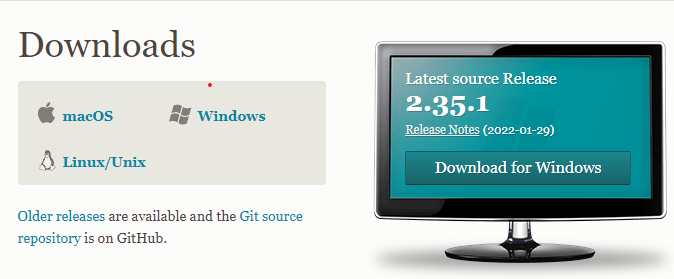 Downloads
macOS
Windows
Linux/Unix
Older releases are available and the Git source
repository is on GitHub.
Latest source Release
2.35.1
Release Notes (2022-01-29)
Download for Windows